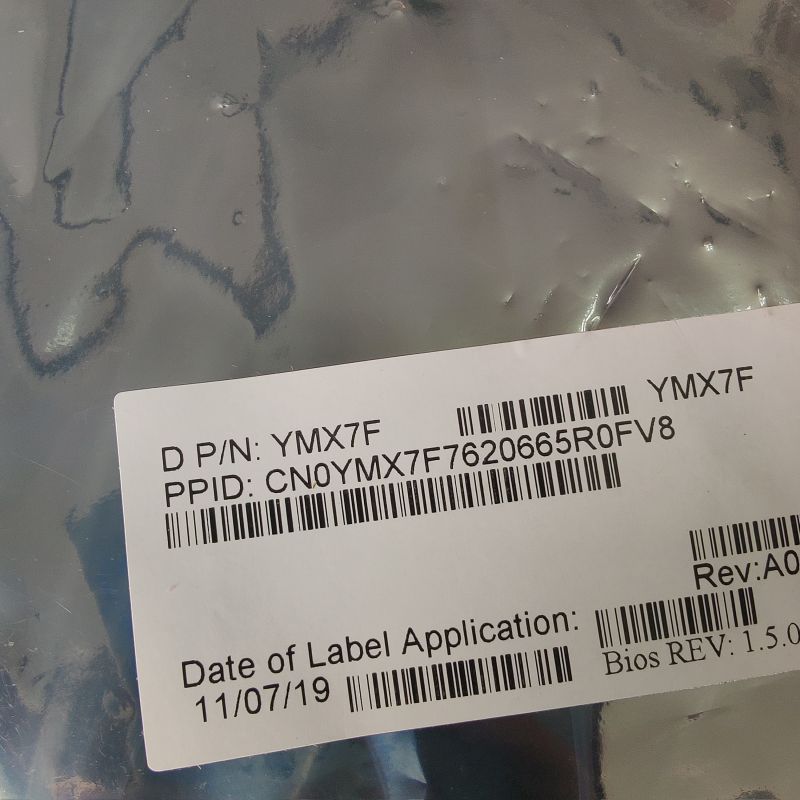 D P/N: YMX7F YMX7F
PPID: CN0YMX7F7620665R0FV8
Rev:A0
Date of Label Application:
11/07/19
Bios REV: 1.5.0